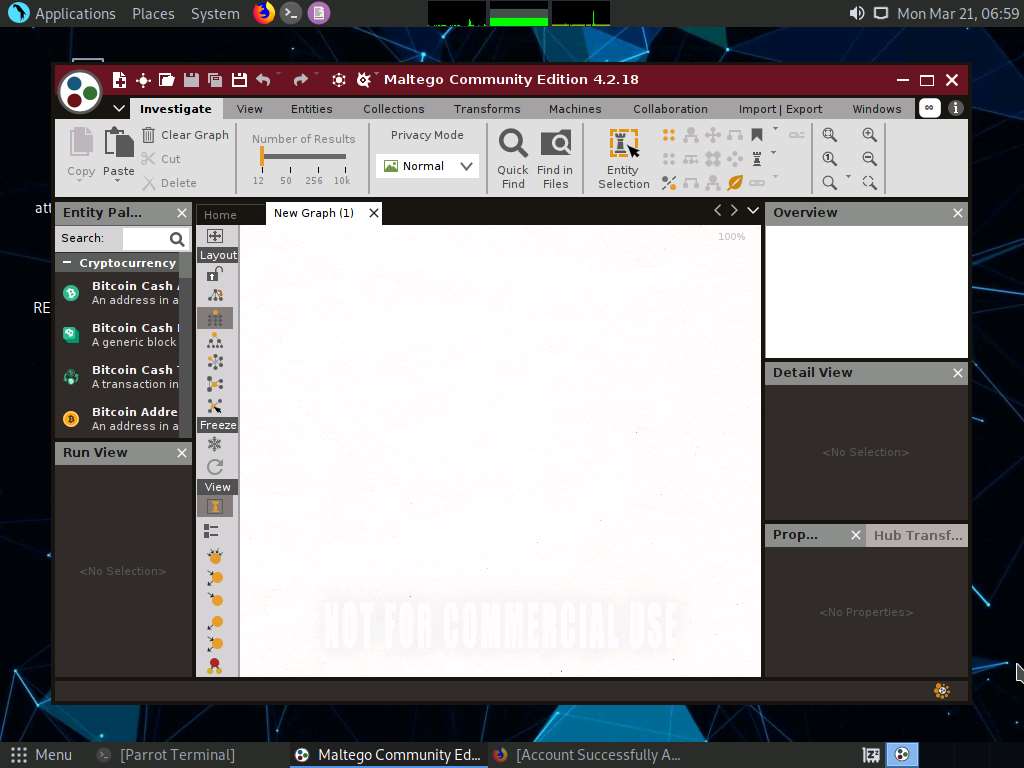 Applications Places System Mon Mar 21, 06:59
Maltego Community Edition 4.2.18
Investigate View Entities Collections Transforms Machines Collaboration Import | Export Windows
Copy
Paste
Clear Graph
Cut
Delete
Number of Results
12 50 256 10k
Privacy Mode
Normal
Quick Find
Find in Files
Entity Selection
att
RE
Entity Pal...
Search:
Cryptocurrency
Bitcoin Cash
An address in a
Bitcoin Cash
A generic block
Bitcoin Cash
A transaction in
Bitcoin Addre
An address in a
Run View
<No Selection>
Home New Graph (1)
Layout
Freeze
View
100%
NOT FOR COMMERCIAL USE
Overview
Detail View
<No Selection>
Prop... Hub Transf...
<No Properties>
Menu [Parrot Terminal] Maltego Community Ed... [Account Successfully A...